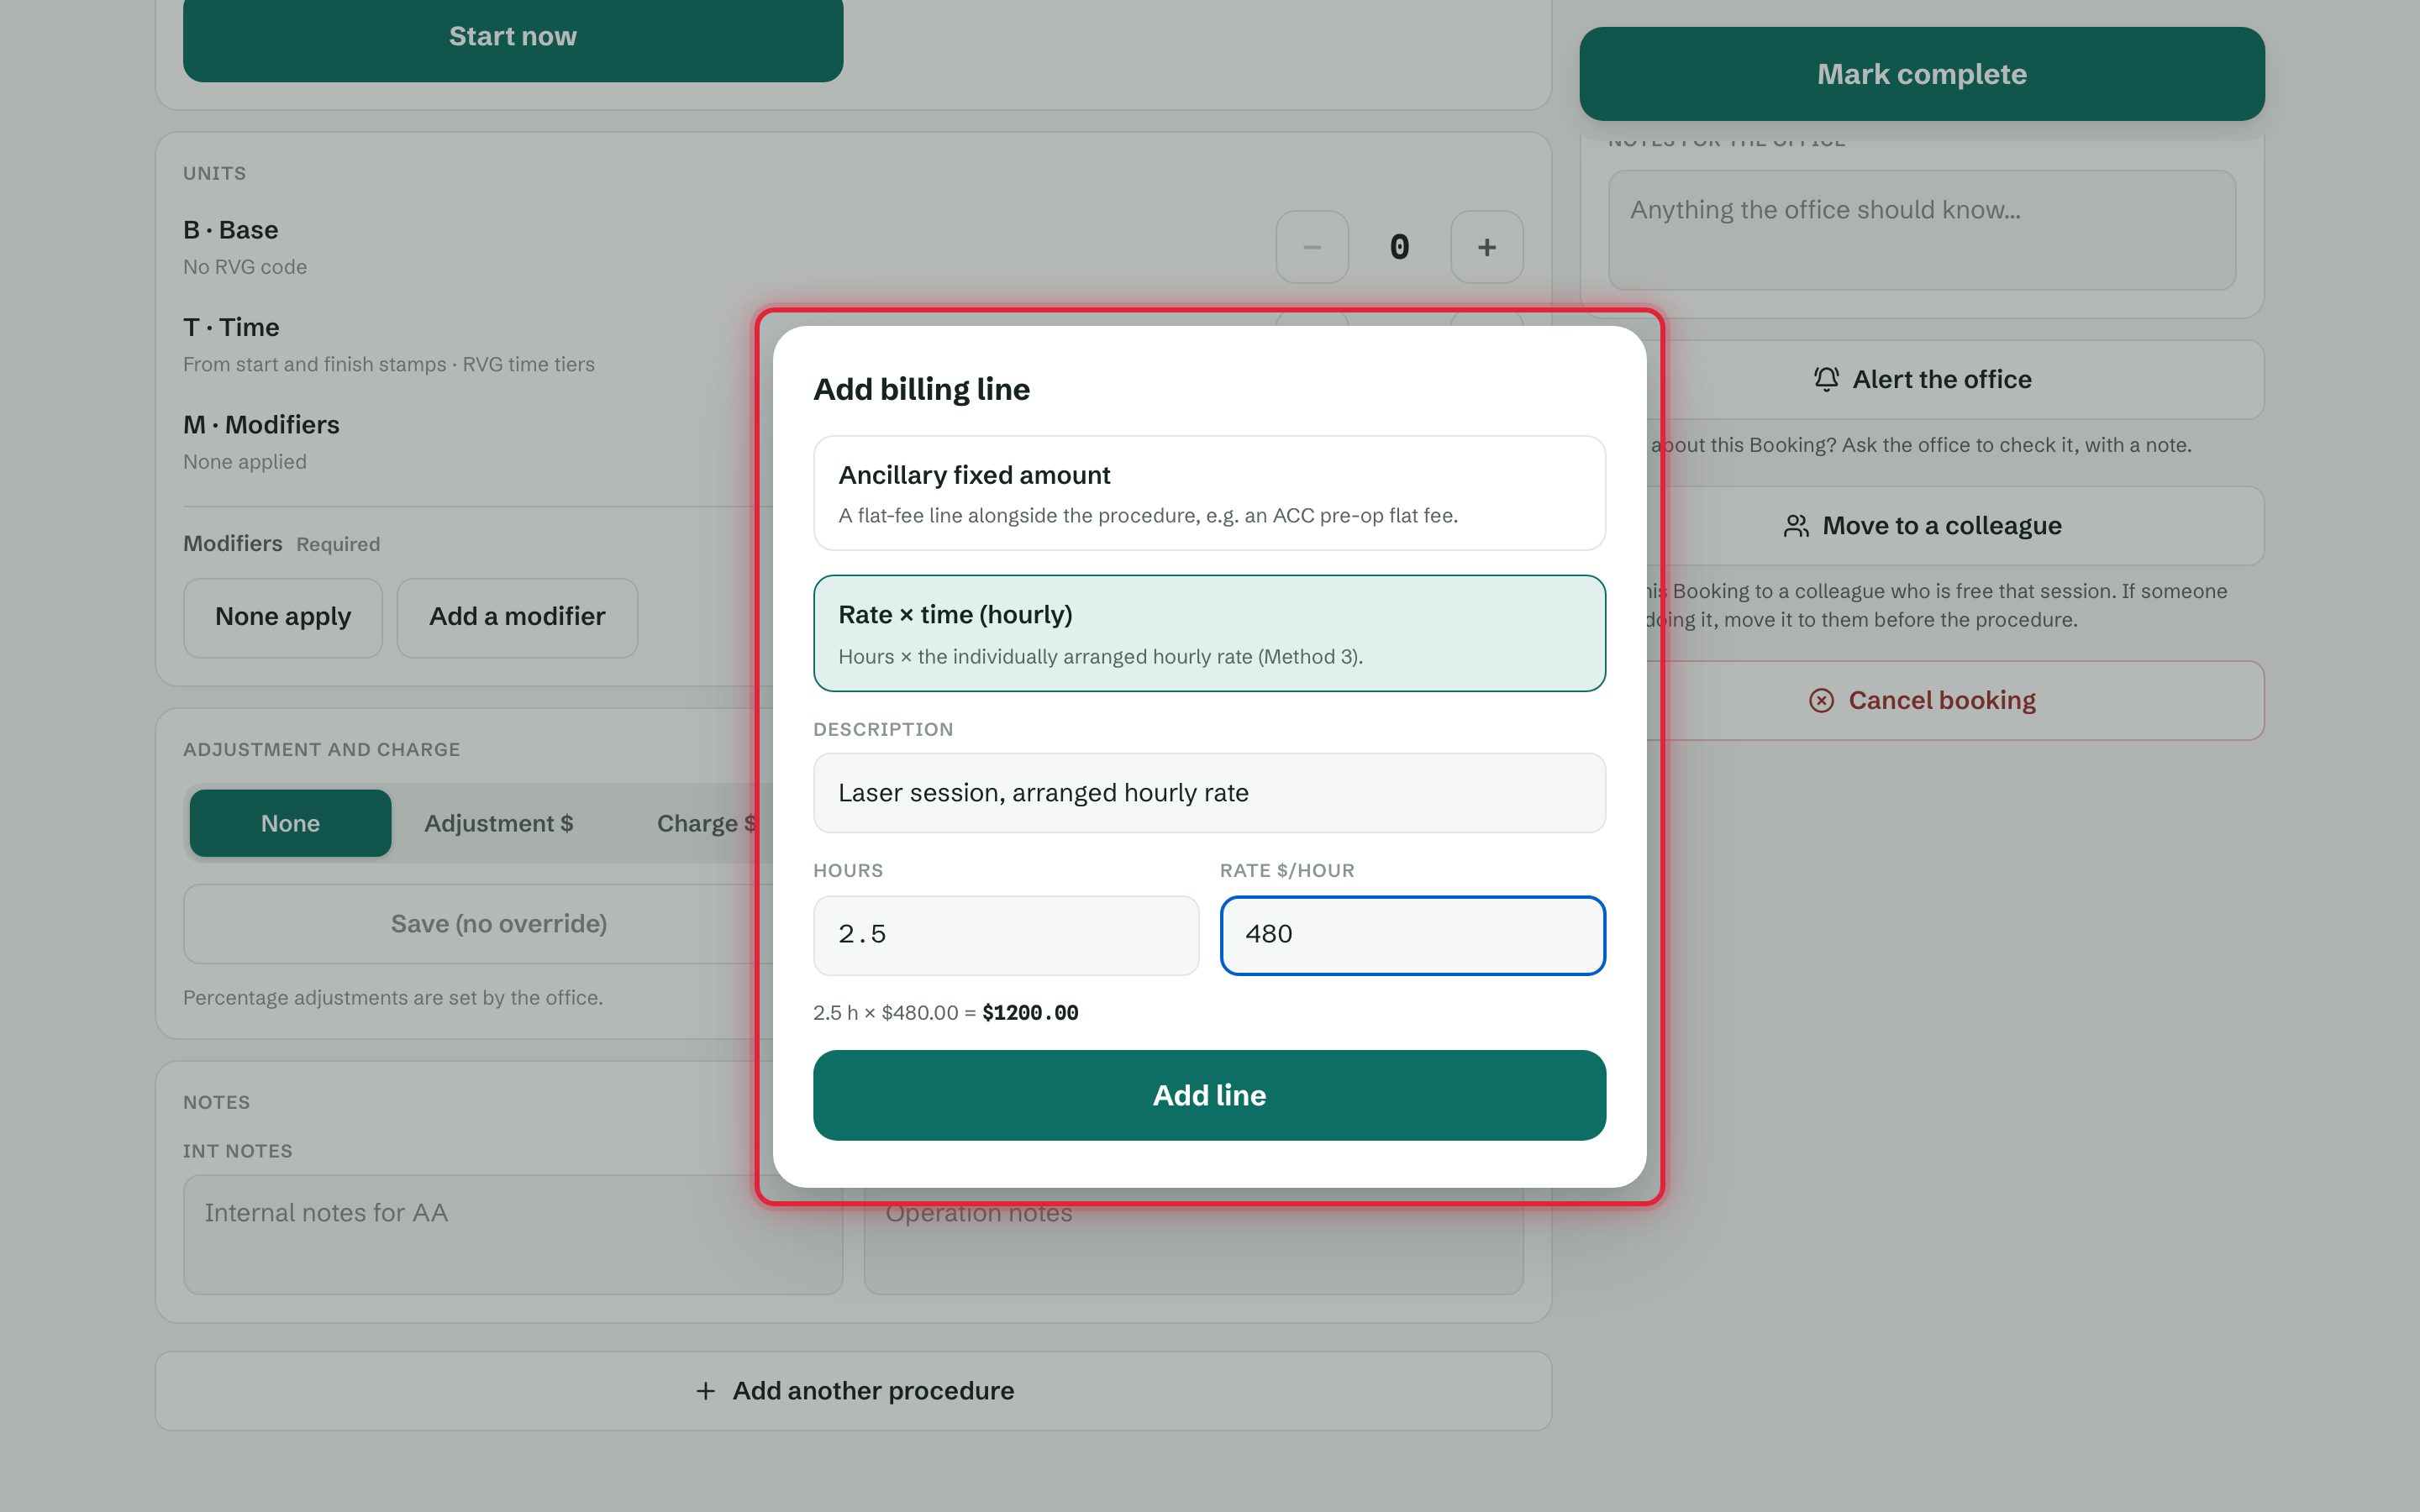 Start now
Mark complete
NOTES FOR THE OFFICE
Anything the office should know...
UNITS
B · Base
No RVG code
0
T · Time
From start and finish stamps · RVG time tiers
M · Modifiers
None applied
Modifiers Required
None apply
Add a modifier
ADJUSTMENT AND CHARGE
None
Adjustment $
Charge $
Save (no override)
Percentage adjustments are set by the office.
NOTES
INT NOTES
Internal notes for AA
Operation notes
Add another procedure
Add billing line
Ancillary fixed amount
A flat-fee line alongside the procedure, e.g. an ACC pre-op flat fee.
Rate × time (hourly)
Hours × the individually arranged hourly rate (Method 3).
DESCRIPTION
Laser session, arranged hourly rate
HOURS
RATE $/HOUR
2.5
480
2.5 h × $480.00 = $1200.00
Add line
Alert the office
about this Booking? Ask the office to check it, with a note.
Move to a colleague
Booking to a colleague who is free that session. If someone
doing it, move it to them before the procedure.
Cancel booking